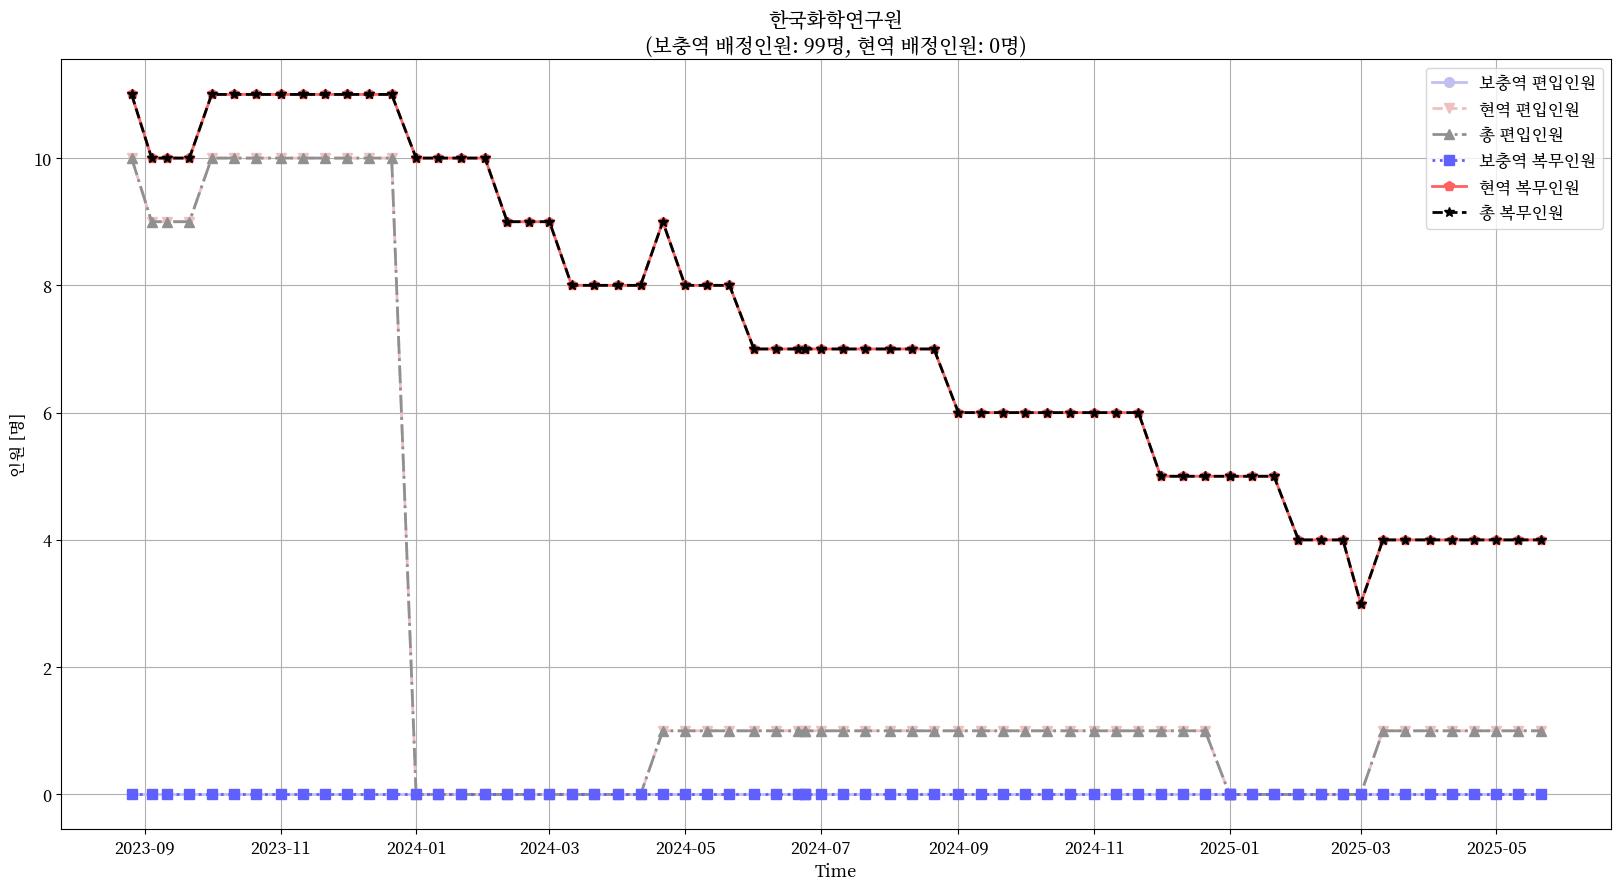 한국화학연구원
(보충역 배정인원: 99명, 현역 배정인원: 0명)
보충역 편입인원
현역 편입인원
총 편입인원
보충역 복무인원
현역 복무인원
총 복무인원
인원 [명]
10
8
6
4
2
0
2023-09 2023-11 2024-01 2024-03 2024-05 2024-07 2024-09 2024-11 2025-01 2025-03 2025-05
Time